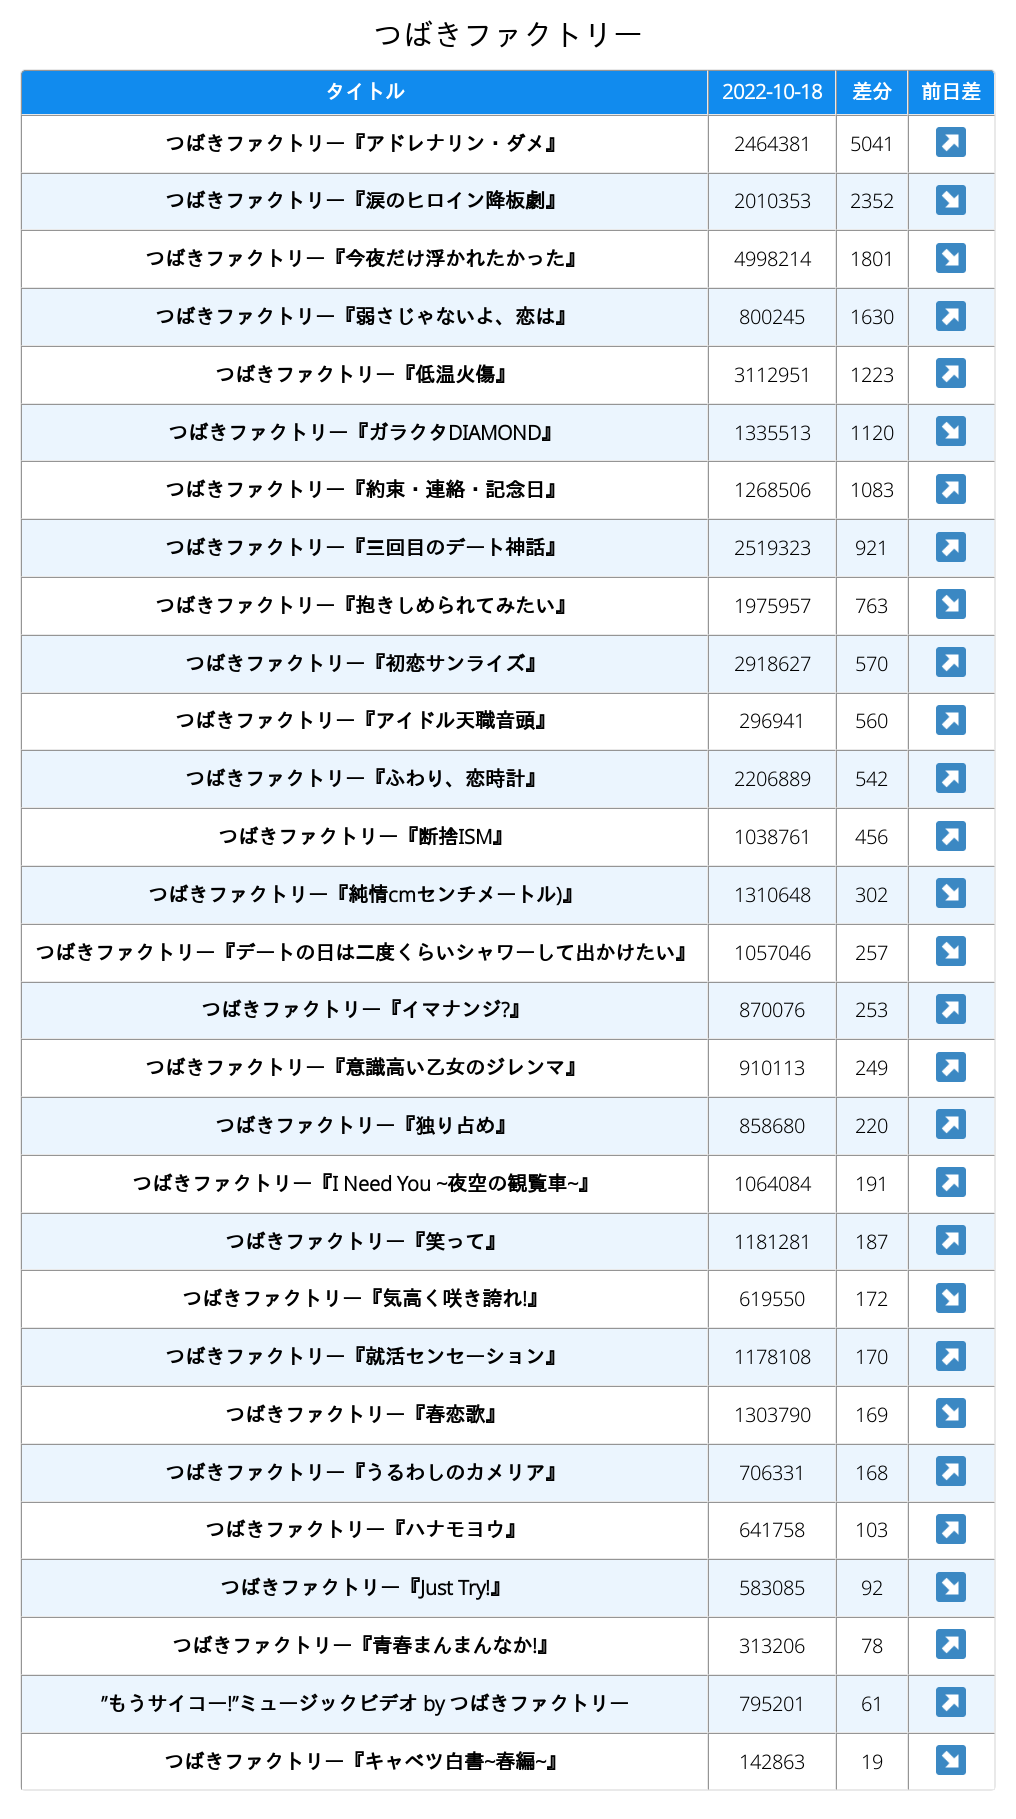 つばきファクトリー
タイトル 2022-10-18 差分 前日差
つばきファクトリー『アドレナリン・ダメ』 2464381 5041 ↗
つばきファクトリー『涙のヒロイン降板劇』 2010353 2352 ↘
つばきファクトリー『今夜だけ浮かれたかった』 4998214 1801 ↘
つばきファクトリー『弱さじゃないよ、恋は』 800245 1630 ↗
つばきファクトリー『低温火傷』 3112951 1223 ↗
つばきファクトリー『ガラクタDIAMOND』 1335513 1120 ↘
つばきファクトリー『約束・連絡・記念日』 1268506 1083 ↗
つばきファクトリー『三回目のデート神話』 2519323 921 ↗
つばきファクトリー『抱きしめられてみたい』 1975957 763 ↘
つばきファクトリー『初恋サンライズ』 2918627 570 ↗
つばきファクトリー『アイドル天職音頭』 296941 560 ↗
つばきファクトリー『ふわり、恋時計』 2206889 542 ↗
つばきファクトリー『断捨ISM』 1038761 456 ↗
つばきファクトリー『純情cmセンチメートル)』 1310648 302 ↘
つばきファクトリー『デートの日は二度くらいシャワーして出かけたい』 1057046 257 ↘
つばきファクトリー『イマナンジ?』 870076 253 ↗
つばきファクトリー『意識高い乙女のジレンマ』 910113 249 ↗
つばきファクトリー『独り占め』 858680 220 ↗
つばきファクトリー『I Need You ~夜空の観覧車~』 1064084 191 ↗
つばきファクトリー『笑って』 1181281 187 ↗
つばきファクトリー『気高く咲き誇れ!』 619550 172 ↘
つばきファクトリー『就活センセーション』 1178108 170 ↗
つばきファクトリー『春恋歌』 1303790 169 ↘
つばきファクトリー『うるわしのカメリア』 706331 168 ↗
つばきファクトリー『ハナモヨウ』 641758 103 ↗
つばきファクトリー『Just Try!』 583085 92 ↘
つばきファクトリー『青春まんまんなか!』 313206 78 ↗
”もうサイコー!”ミュージックビデオ by つばきファクトリー 795201 61 ↗
つばきファクトリー『キャベツ白書~春編~』 142863 19 ↘